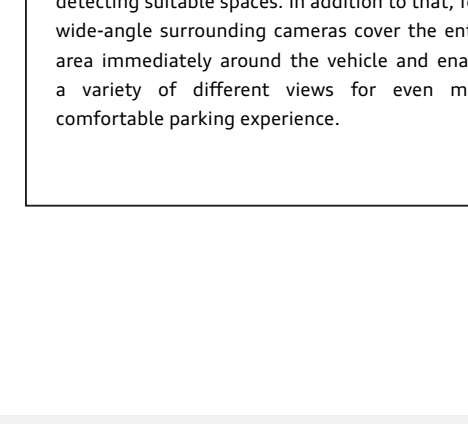 detecting suitable spaces. In addition to that,
wide-angle surrounding cameras cover the
area immediately around the vehicle and
a variety of different views for even
comfortable parking experience.